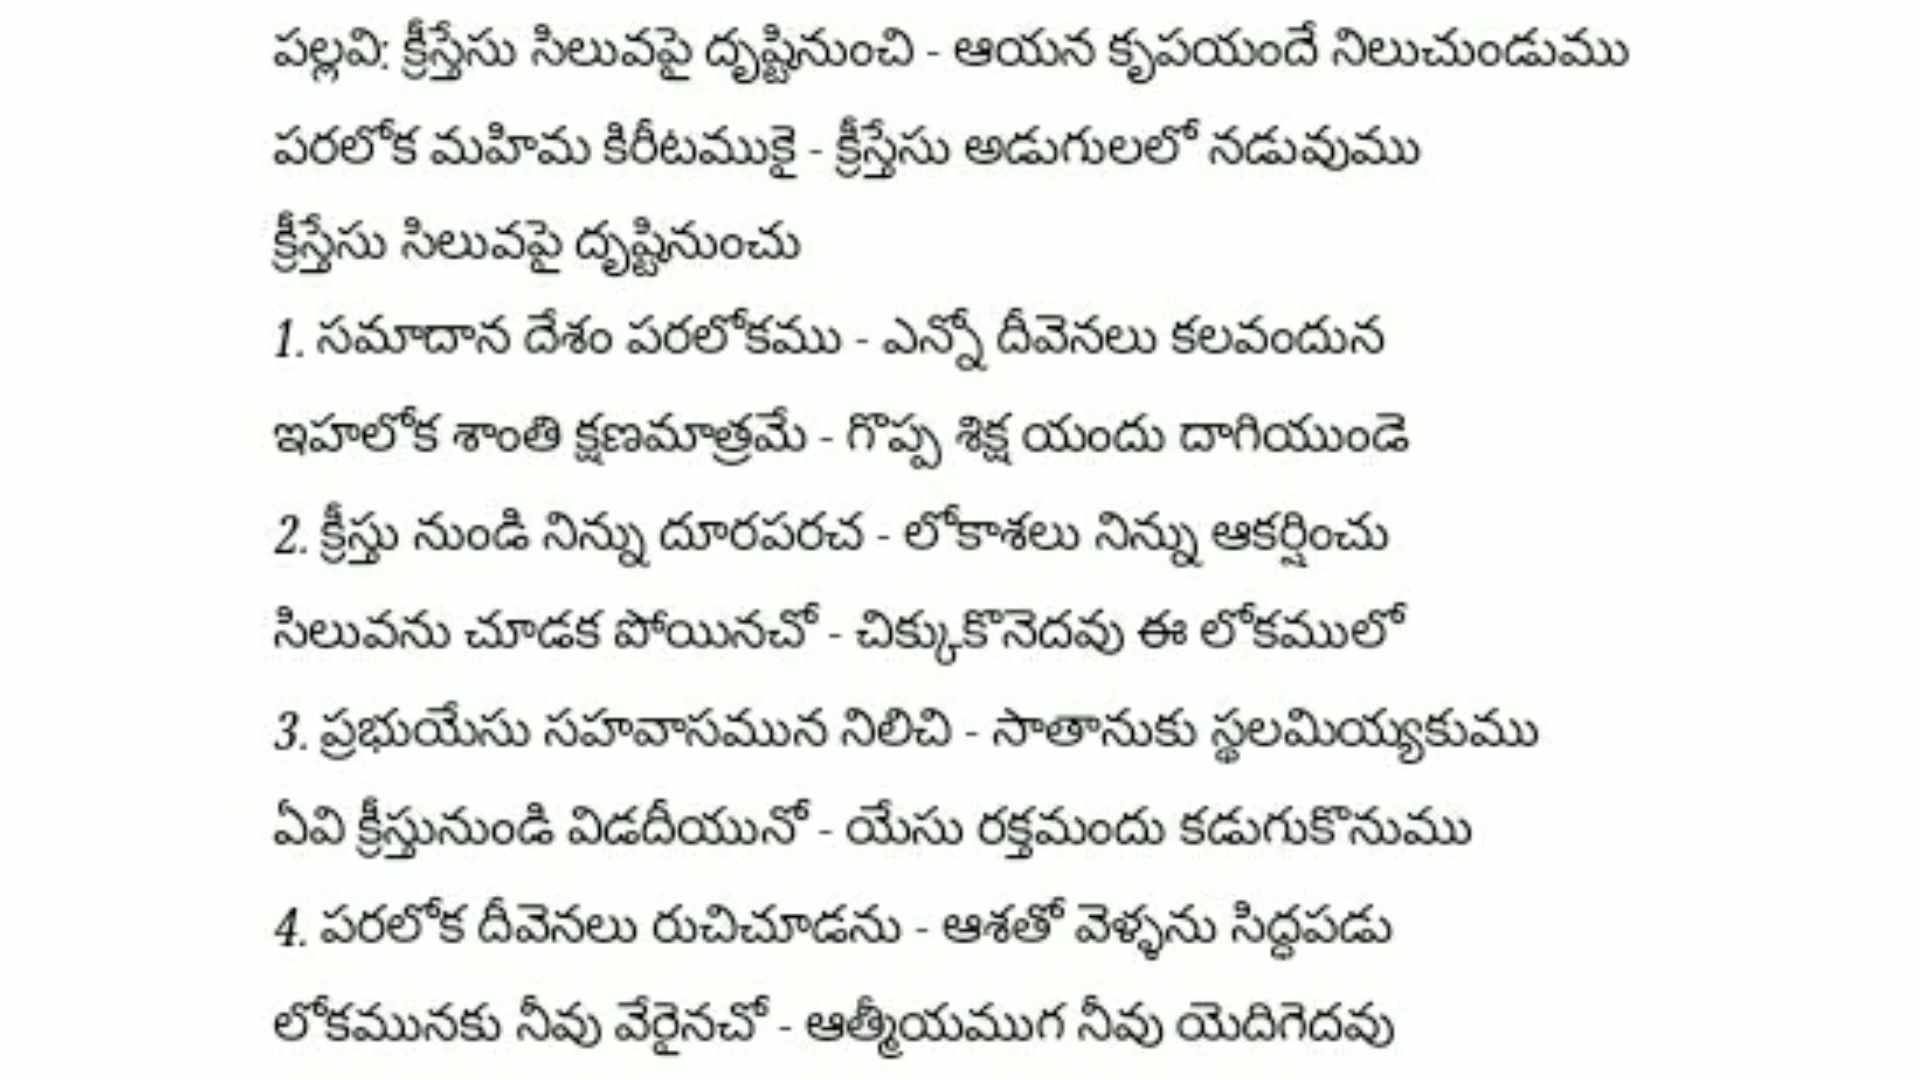 పల్లవి: క్రీస్తేసు సిలువపై దృష్టినుంచి - ఆయన కృపయందే నిలుచుండుము
పరలోక మహిమ కిరీటముకై - క్రీస్తేసు అడుగులలో నడువుము
క్రీస్తేసు సిలువపై దృష్టినుంచు
1. సమాదాన దేశం పరలోకము - ఎన్నో దీవెనలు కలవందున
ఇహలోక శాంతి క్షణమాత్రమే - గొప్ప శిక్ష యందు దాగియుండె
2. క్రీస్తు నుండి నిన్ను దూరపరచ - లోకాశలు నిన్ను ఆకర్షించు
సిలువను చూడక పోయినచో - చిక్కుకొనెదవు ఈ లోకములో
3. ప్రభుయేసు సహవాసమున నిలిచి - సాతానుకు స్థలమియ్యకుము
ఏవి క్రీస్తునుండి విడదీయునో - యేసు రక్తమందు కడుగుకొనుము
4. పరలోక దీవెనలు రుచిచూడను - ఆశతో వెళ్ళను సిద్ధపడు
లోకమునకు నీవు వేరైనచో - ఆత్మీయముగ నీవు యెదిగెదవు